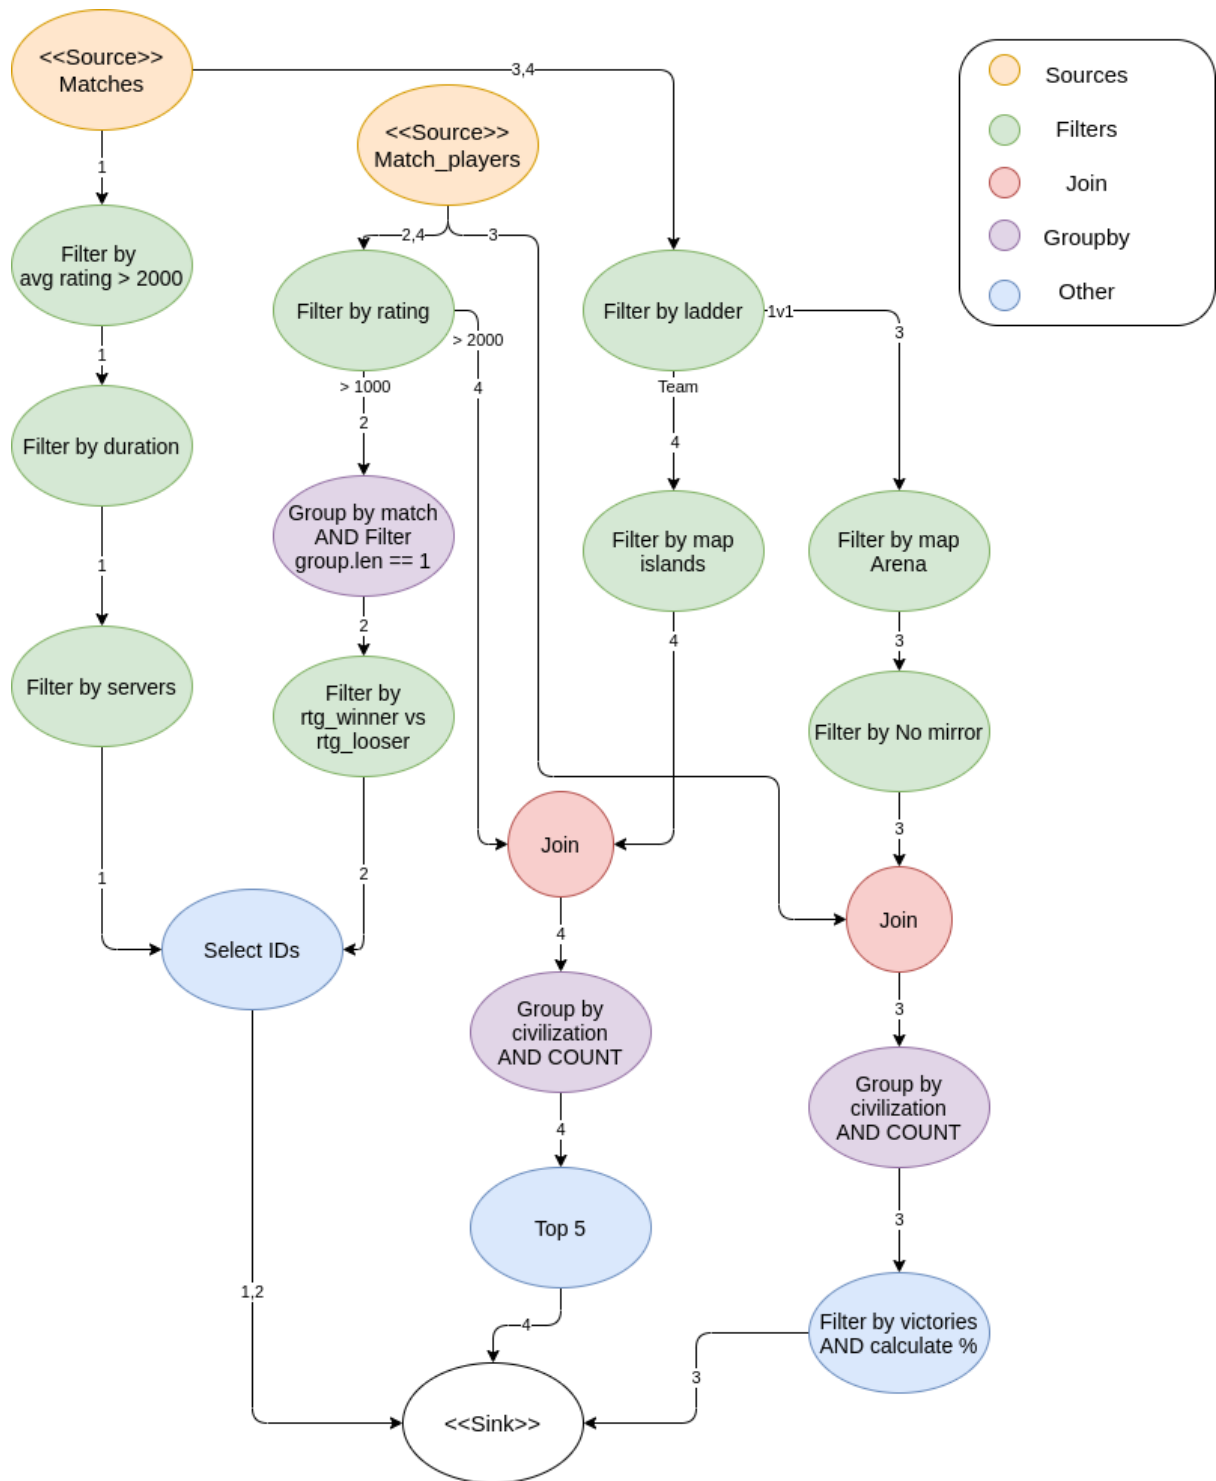 <<Source>>
Matches
3,4
<<Source>>
Match_players
Sources
Filters
Join
Groupby
Other
1
2,4
3
Filter by
avg rating > 2000
Filter by rating
Filter by ladder
1v1
3
> 2000
1
> 1000
4
Team
2
4
Filter by duration
Group by match
AND Filter
group.len == 1
Filter by map
islands
Filter by map
Arena
1
2
4
3
Filter by servers
Filter by
rtg_winner vs
rtg_looser
Filter by No mirror
3
Join
1
2
Join
Select IDs
4
3
Group by
civilization
AND COUNT
Group by
civilization
AND COUNT
4
Top 5
3
1,2
4
Filter by victories
AND calculate %
3
<<Sink>>